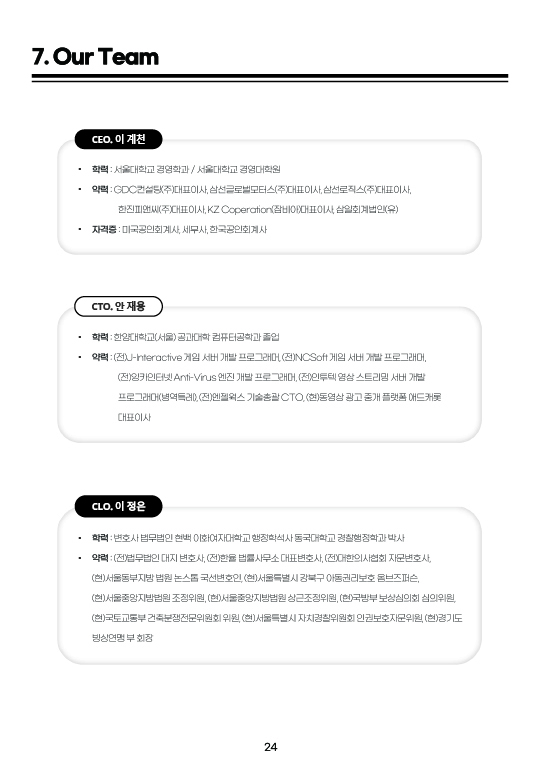 7. Our Team
CEO. 이 계천
• 학력 : 서울대학교 경영학과 / 서울대학교 경영대학원
• 약력 : GDC컨설팅(주)대표이사, 삼선글로벌모터스(주)대표이사, 삼선로직스(주)대표이사,
한진피앤씨(주)대표이사, KZ Coperation(잠비아)대표이사, 삼일회계법인(유)
• 자격증 : 미국공인회계사, 세무사, 한국공인회계사
CTO. 안 재용
• 학력 : 한양대학교(서울) 공과대학 컴퓨터공학과 졸업
• 약력 : (전)J-Interactive 게임 서버 개발 프로그래머, (전)NCSoft 게임 서버 개발 프로그래머,
(전)잉카인터넷 Anti-Virus 엔진 개발 프로그래머, (전)인투텍 영상 스트리밍 서버 개발
프로그래머(병역특례), (전)엔젤웍스 기술총괄 CTO, (현)동영상 광고 중개 플랫폼 애드캐롯
대표이사
CLO. 이 정은
• 학력 : 변호사 법무법인 현백 이화여자대학교 행정학석사 동국대학교 경찰행정학과 박사
• 약력 : (전)법무법인 대지 변호사, (전)한율 법률사무소 대표변호사, (전)대한의사협회 자문변호사,
(현)서울동부지방 법원 논스톱 국선변호인, (현)서울특별시 강북구 아동권리보호 옴브즈퍼슨,
(현)서울중앙지방법원 조정위원, (현)서울중앙지방법원 상근조정위원, (현)국방부 보상심의회 심의위원,
(현)국토교통부 건축분쟁전문위원회 위원, (현)서울특별시 자치경찰위원회 인권보호자문위원, (현)경기도
빙상연맹 부 회장
24